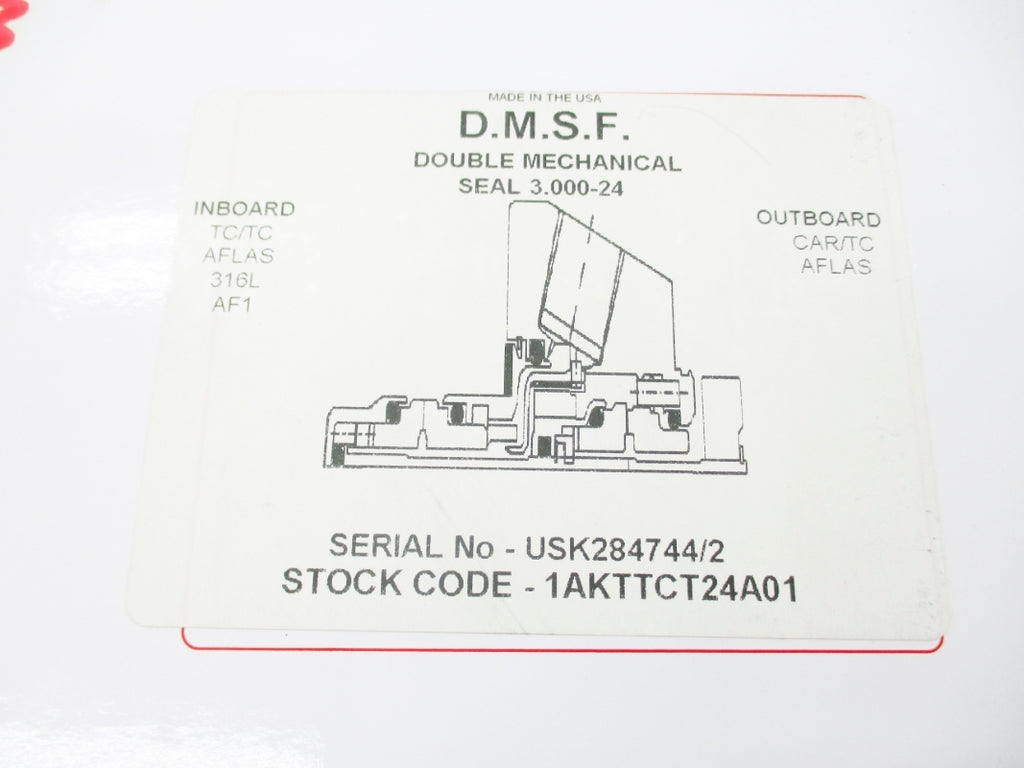 MADE IN THE USA
D.M.S.F.
DOUBLE MECHANICAL
SEAL 3.000-24
INBOARD
TC/TC
AFLAS
316L
AF1
OUTBOARD
CAR/TC
AFLAS
SERIAL No - USK284744/2
STOCK CODE - 1AKTTCT24A01